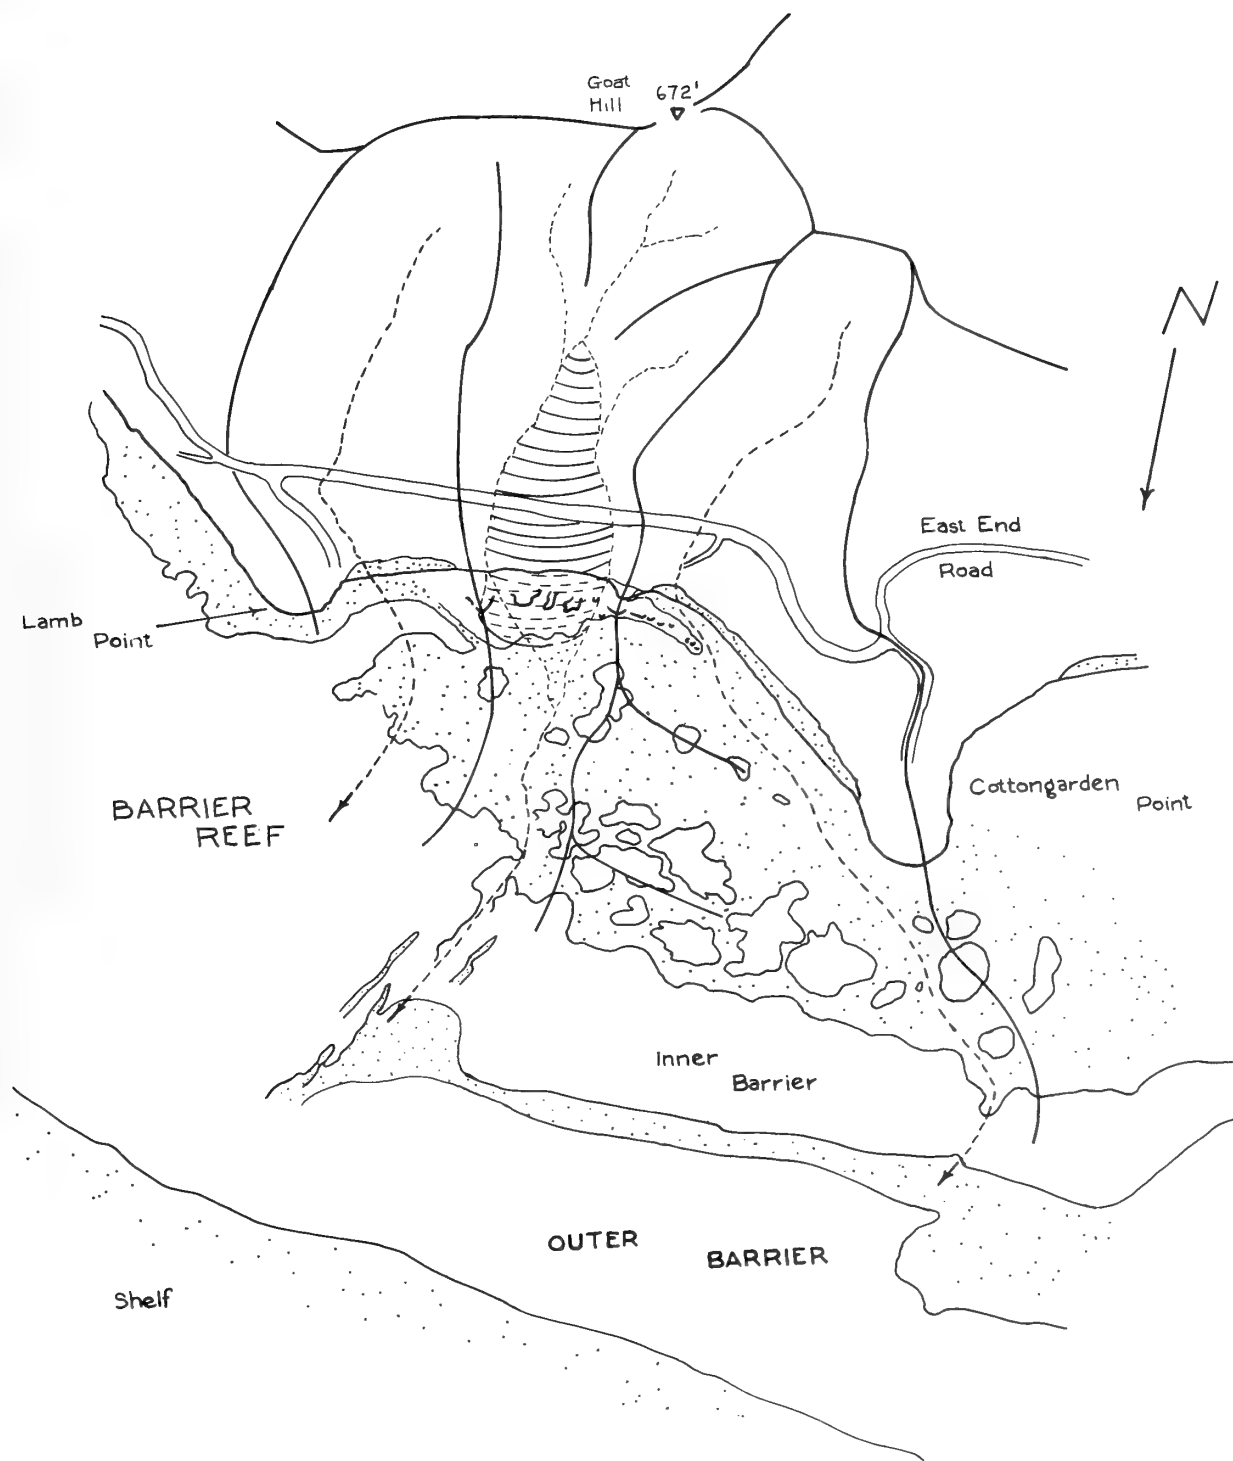 Goat
Hill
672'
N
East End
Road
Lamb
Point
Cottongarden
Point
BARRIER
REEF
Inner
Barrier
OUTER
BARRIER
Shelf